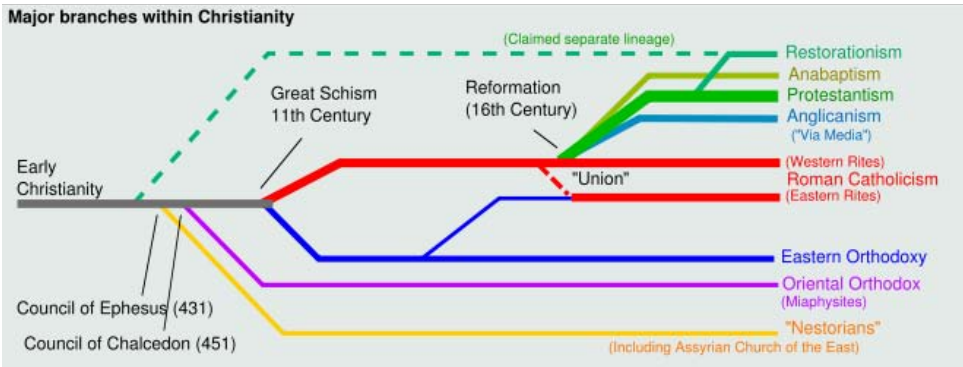 Major branches within Christianity
(Claimed separate lineage)
Restorationism
Anabaptism
Protestantism
Anglicanism
("Via Media")
Great Schism
11th Century
Reformation
(16th Century)
Early
Christianity
"Union"
(Western Rites)
Roman Catholicism
(Eastern Rites)
Eastern Orthodoxy
Oriental Orthodox
(Miaphysites)
Council of Ephesus (431)
Council of Chalcedon (451)
"Nestorians"
(Including Assyrian Church of the East)